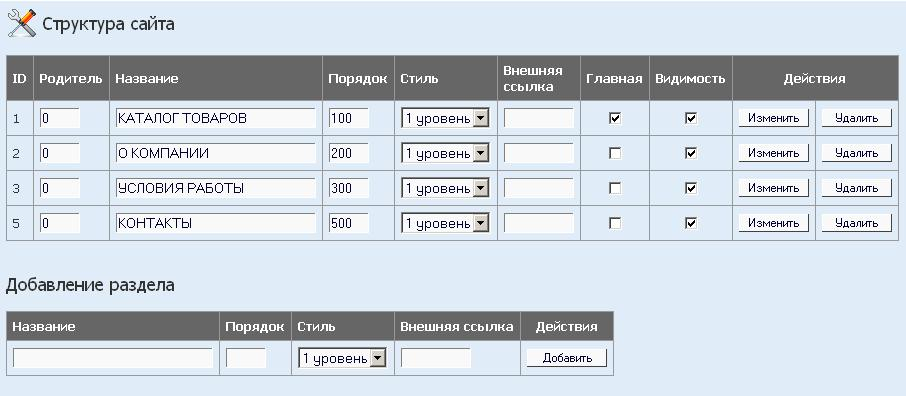 Структура сайта
ID Родитель Название Порядок Стиль Внешняя ссылка Главная Видимость Действия
1 0 КАТАЛОГ ТОВАРОВ 100 1 уровень Изменить Удалить
2 0 О КОМПАНИИ 200 1 уровень Изменить Удалить
3 0 УСЛОВИЯ РАБОТЫ 300 1 уровень Изменить Удалить
5 0 КОНТАКТЫ 500 1 уровень Изменить Удалить
Добавление раздела
Название Порядок Стиль Внешняя ссылка Действия
1 уровень Добавить